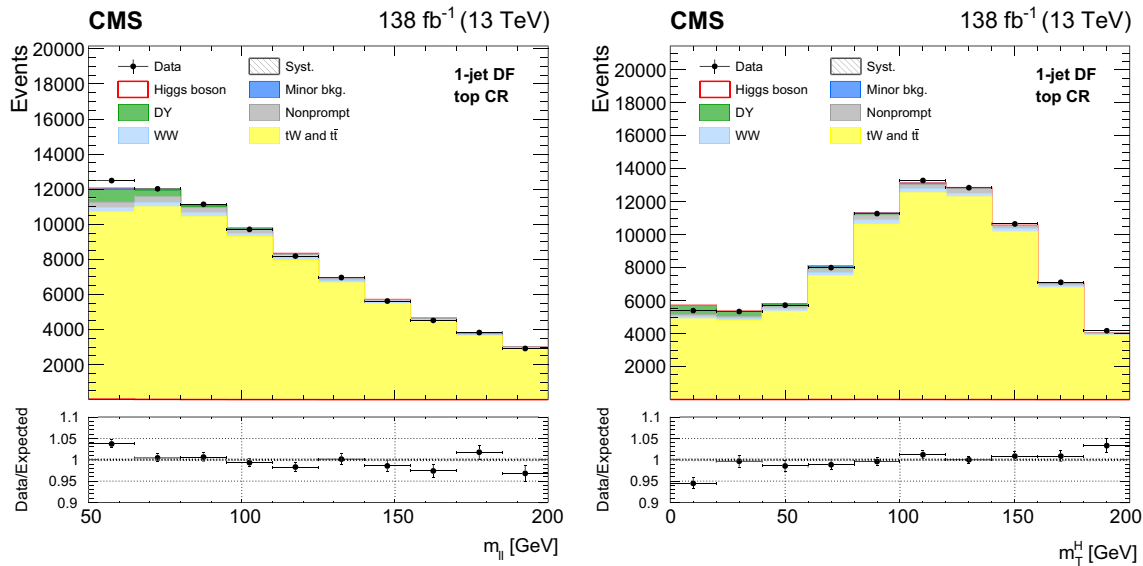 CMS 138 fb⁻¹ (13 TeV)
Events
20000
18000
16000
14000
12000
10000
8000
6000
4000
2000
Data
Syst.
Higgs boson
Minor bkg.
DY
Nonprompt
WW
tW and tt̄
1-jet DF
top CR
Data/Expected
1.1
1.05
1
0.95
0.9
50 100 150 200
m_ll [GeV]
CMS 138 fb⁻¹ (13 TeV)
Events
20000
18000
16000
14000
12000
10000
8000
6000
4000
2000
Data
Syst.
Higgs boson
Minor bkg.
DY
Nonprompt
WW
tW and tt̄
1-jet DF
top CR
Data/Expected
1.1
1.05
1
0.95
0.9
0 50 100 150 200
m_T^H [GeV]